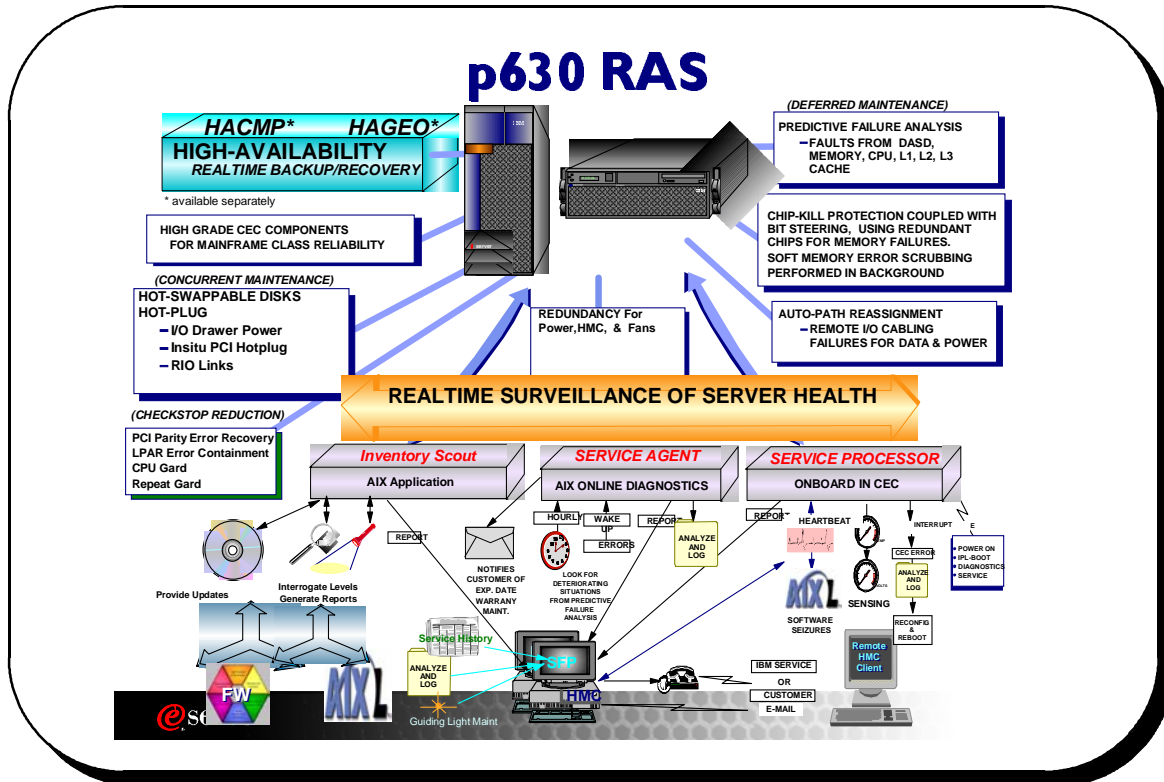 p630 RAS
HACMP* HAGEO*
HIGH-AVAILABILITY
REALTIME BACKUP/RECOVERY
* available separately
HIGH GRADE CEC COMPONENTS
FOR MAINFRAME CLASS RELIABILITY
(CONCURRENT MAINTENANCE)
HOT-SWAPPABLE DISKS
HOT-PLUG
– I/O Drawer Power
– Insitu PCI Hotplug
– RIO Links
(CHECKSTOP REDUCTION)
PCI Parity Error Recovery
LPAR Error Containment
CPU Gard
Repeat Gard
server
REDUNDANCY For
Power,HMC, & Fans
(DEFERRED MAINTENANCE)
PREDICTIVE FAILURE ANALYSIS
– FAULTS FROM DASD,
MEMORY, CPU, L1, L2, L3
CACHE
CHIP-KILL PROTECTION COUPLED WITH
BIT STEERING, USING REDUNDANT
CHIPS FOR MEMORY FAILURES.
SOFT MEMORY ERROR SCRUBBING
PERFORMED IN BACKGROUND
AUTO-PATH REASSIGNMENT
– REMOTE I/O CABLING
FAILURES FOR DATA & POWER
REALTIME SURVEILLANCE OF SERVER HEALTH
Inventory Scout
AIX Application
SERVICE AGENT
AIX ONLINE DIAGNOSTICS
SERVICE PROCESSOR
ONBOARD IN CEC
REPORT
Provide Updates
Interrogate Levels
Generate Reports
FW
AIX L
NOTIFIES
CUSTOMER OF
EXP. DATE
WARRANY
MAINT.
HOURLY
WAKE
UP
ERRORS
REPORT
ANALYZE
AND
LOG
LOOK FOR
DETERIORATING
SITUATIONS
FROM PREDICTIVE
FAILURE
ANALYSIS
REPORT
HEARTBEAT
AIX L
SOFTWARE
SEIZURES
SENSING
INTERRUPT
CEC ERROR
ANALYZE
AND
LOG
RECONFIG
&
REBOOT
E
• POWER ON
• IPL-BOOT
• DIAGNOSTICS
• SERVICE
Service History
ANALYZE
AND
LOG
Guiding Light Maint
SFP
HMC
IBM SERVICE
OR
CUSTOMER
E-MAIL
Remote
HMC
Client
e se